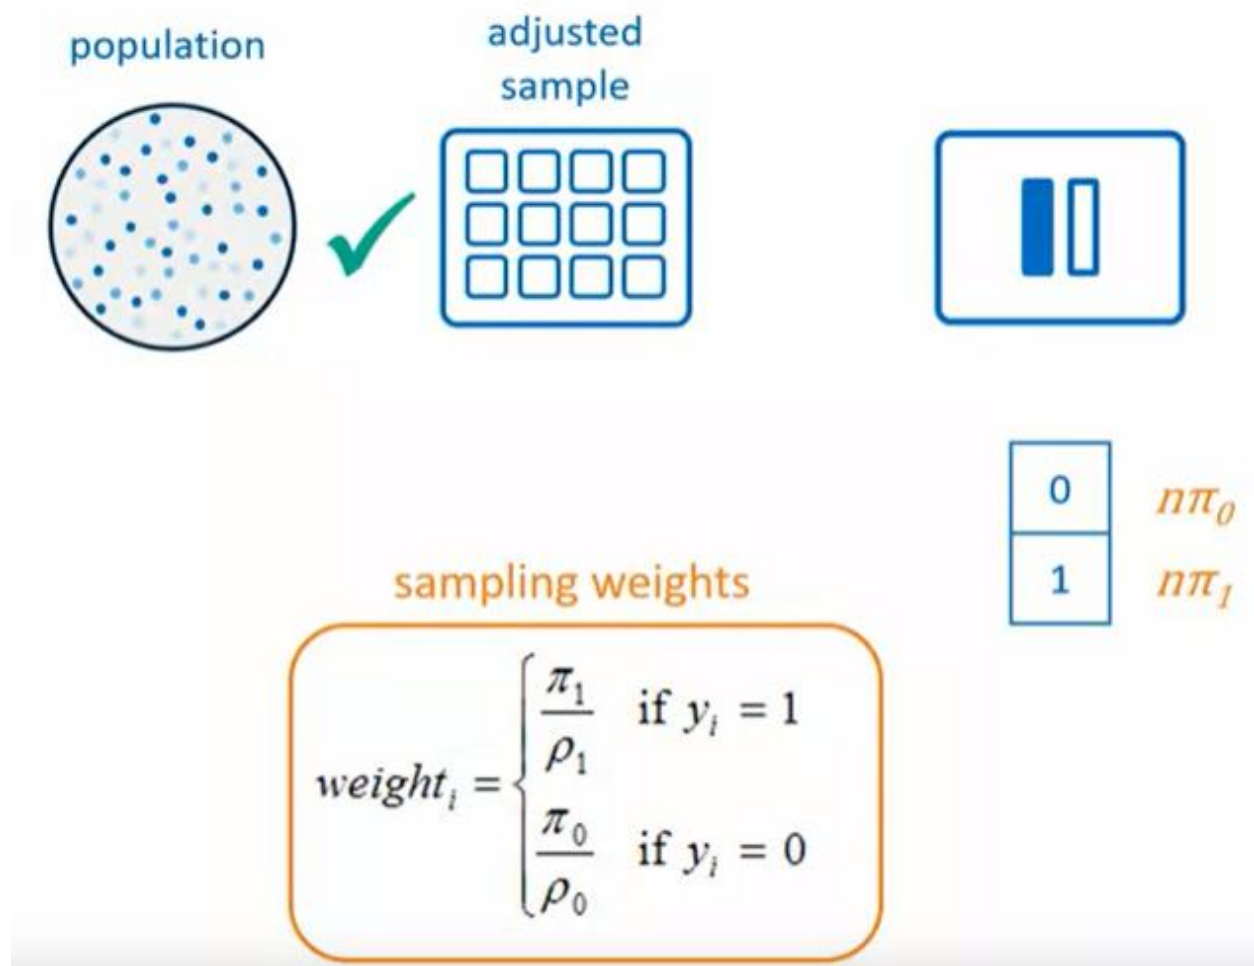 population
adjusted
sample
0 nπ₀
1 nπ₁
sampling weights
weightᵢ = { π₁/ρ₁ if yᵢ = 1
π₀/ρ₀ if yᵢ = 0